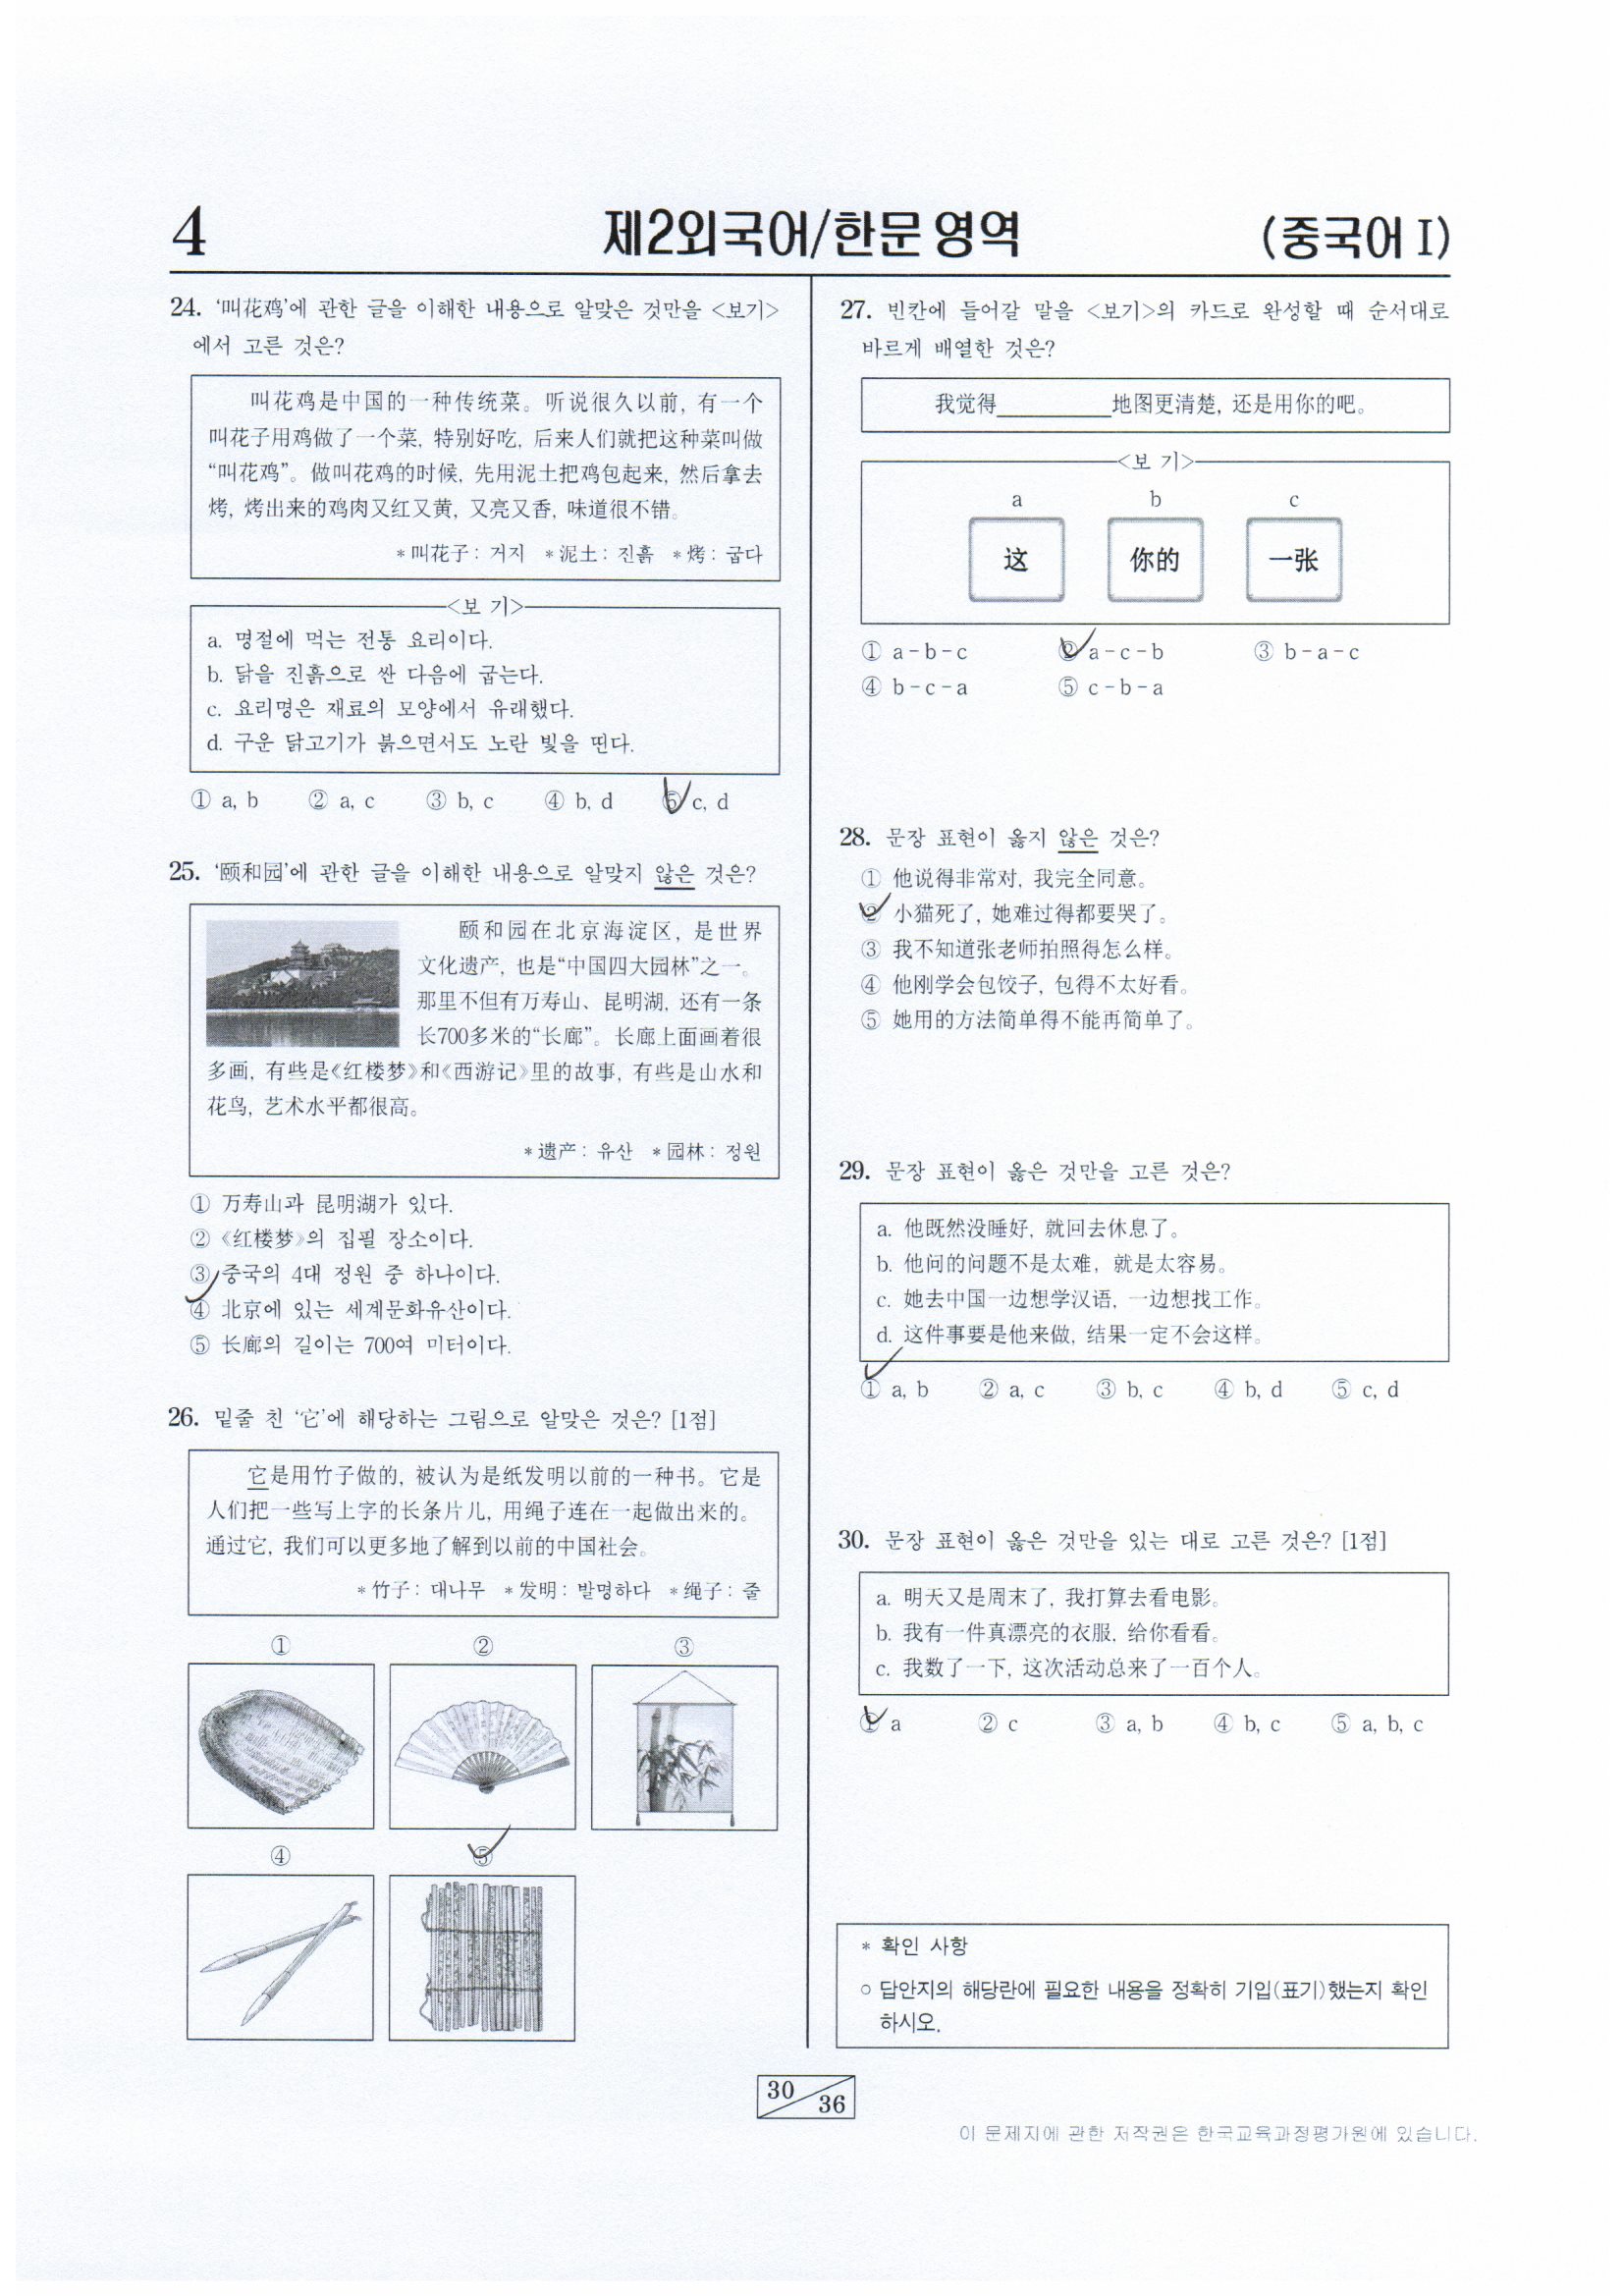 4
제2외국어/한문 영역
(중국어 I)
24. ‘叫花鸡’에 관한 글을 이해한 내용으로 알맞은 것만을 <보기>
에서 고른 것은?
叫花鸡是中国的一种传统菜。听说很久以前, 有一个
叫花子用鸡做了一个菜, 特别好吃, 后来人们就把这种菜叫做
“叫花鸡”。做叫花鸡的时候, 先用泥土把鸡包起来, 然后拿去
烤, 烤出来的鸡肉又红又黄, 又亮又香, 味道很不错。
* 叫花子: 거지 * 泥土: 진흙 * 烤: 굽다
<보 기>
a. 명절에 먹는 전통 요리이다.
b. 닭을 진흙으로 싼 다음에 굽는다.
c. 요리명은 재료의 모양에서 유래했다.
d. 구운 닭고기가 붉으면서도 노란 빛을 띤다.
① a, b ② a, c ③ b, c ④ b, d ⑤ c, d
25. ‘颐和园’에 관한 글을 이해한 내용으로 알맞지 않은 것은?
颐和园在北京海淀区, 是世界
文化遗产, 也是“中国四大园林”之一。
那里不但有万寿山、昆明湖, 还有一条
长700多米的“长廊”。长廊上面画着很
多画, 有些是《红楼梦》和《西游记》里的故事, 有些是山水和
花鸟, 艺术水平都很高。
* 遗产: 유산 * 园林: 정원
① 万寿山과 昆明湖가 있다.
② 《红楼梦》의 집필 장소이다.
③ 중국의 4대 정원 중 하나이다.
④ 北京에 있는 세계문화유산이다.
⑤ 长廊의 길이는 700여 미터이다.
26. 밑줄 친 ‘它’에 해당하는 그림으로 알맞은 것은? [1점]
它是用竹子做的, 被认为是纸发明以前的一种书。它是
人们把一些写上字的长条片儿, 用绳子连在一起做出来的。
通过它, 我们可以更多地了解到以前的中国社会。
* 竹子: 대나무 * 发明: 발명하다 * 绳子: 줄
① ② ③
④ ⑤
27. 빈칸에 들어갈 말을 <보기>의 카드로 완성할 때 순서대로
바르게 배열한 것은?
我觉得__________地图更清楚, 还是用你的吧。
<보 기>
a b c
这 你的 一张
① a-b-c ② a-c-b ③ b-a-c
④ b-c-a ⑤ c-b-a
28. 문장 표현이 옳지 않은 것은?
① 他说得非常对, 我完全同意。
② 小猫死了, 她难过得都要哭了。
③ 我不知道张老师拍照得怎么样。
④ 他刚学会包饺子, 包得不太好看。
⑤ 她用的方法简单得不能再简单了。
29. 문장 표현이 옳은 것만을 고른 것은?
a. 他既然没睡好, 就回去休息了。
b. 他问的问题不是太难, 就是太容易。
c. 她去中国一边想学汉语, 一边想找工作。
d. 这件事要是他来做, 结果一定不会这样。
① a, b ② a, c ③ b, c ④ b, d ⑤ c, d
30. 문장 표현이 옳은 것만을 있는 대로 고른 것은? [1점]
a. 明天又是周末了, 我打算去看电影。
b. 我有一件真漂亮的衣服, 给你看看。
c. 我数了一下, 这次活动总来了一百个人。
① a ② c ③ a, b ④ b, c ⑤ a, b, c
* 확인 사항
○ 답안지의 해당란에 필요한 내용을 정확히 기입(표기)했는지 확인
하시오.
30 36
이 문제지에 관한 저작권은 한국교육과정평가원에 있습니다.